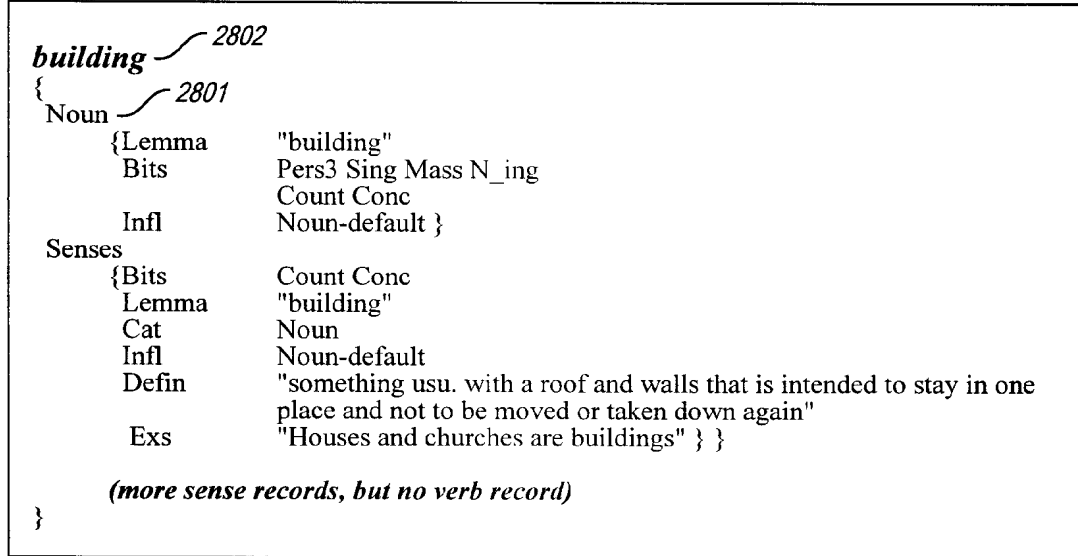 building 2802
{
Noun 2801
{Lemma "building"
Bits Pers3 Sing Mass N_ing
Count Conc
Infl Noun-default }
Senses
{Bits Count Conc
Lemma "building"
Cat Noun
Infl Noun-default
Defin "something usu. with a roof and walls that is intended to stay in one
place and not to be moved or taken down again"
Exs "Houses and churches are buildings" } }
(more sense records, but no verb record)
}